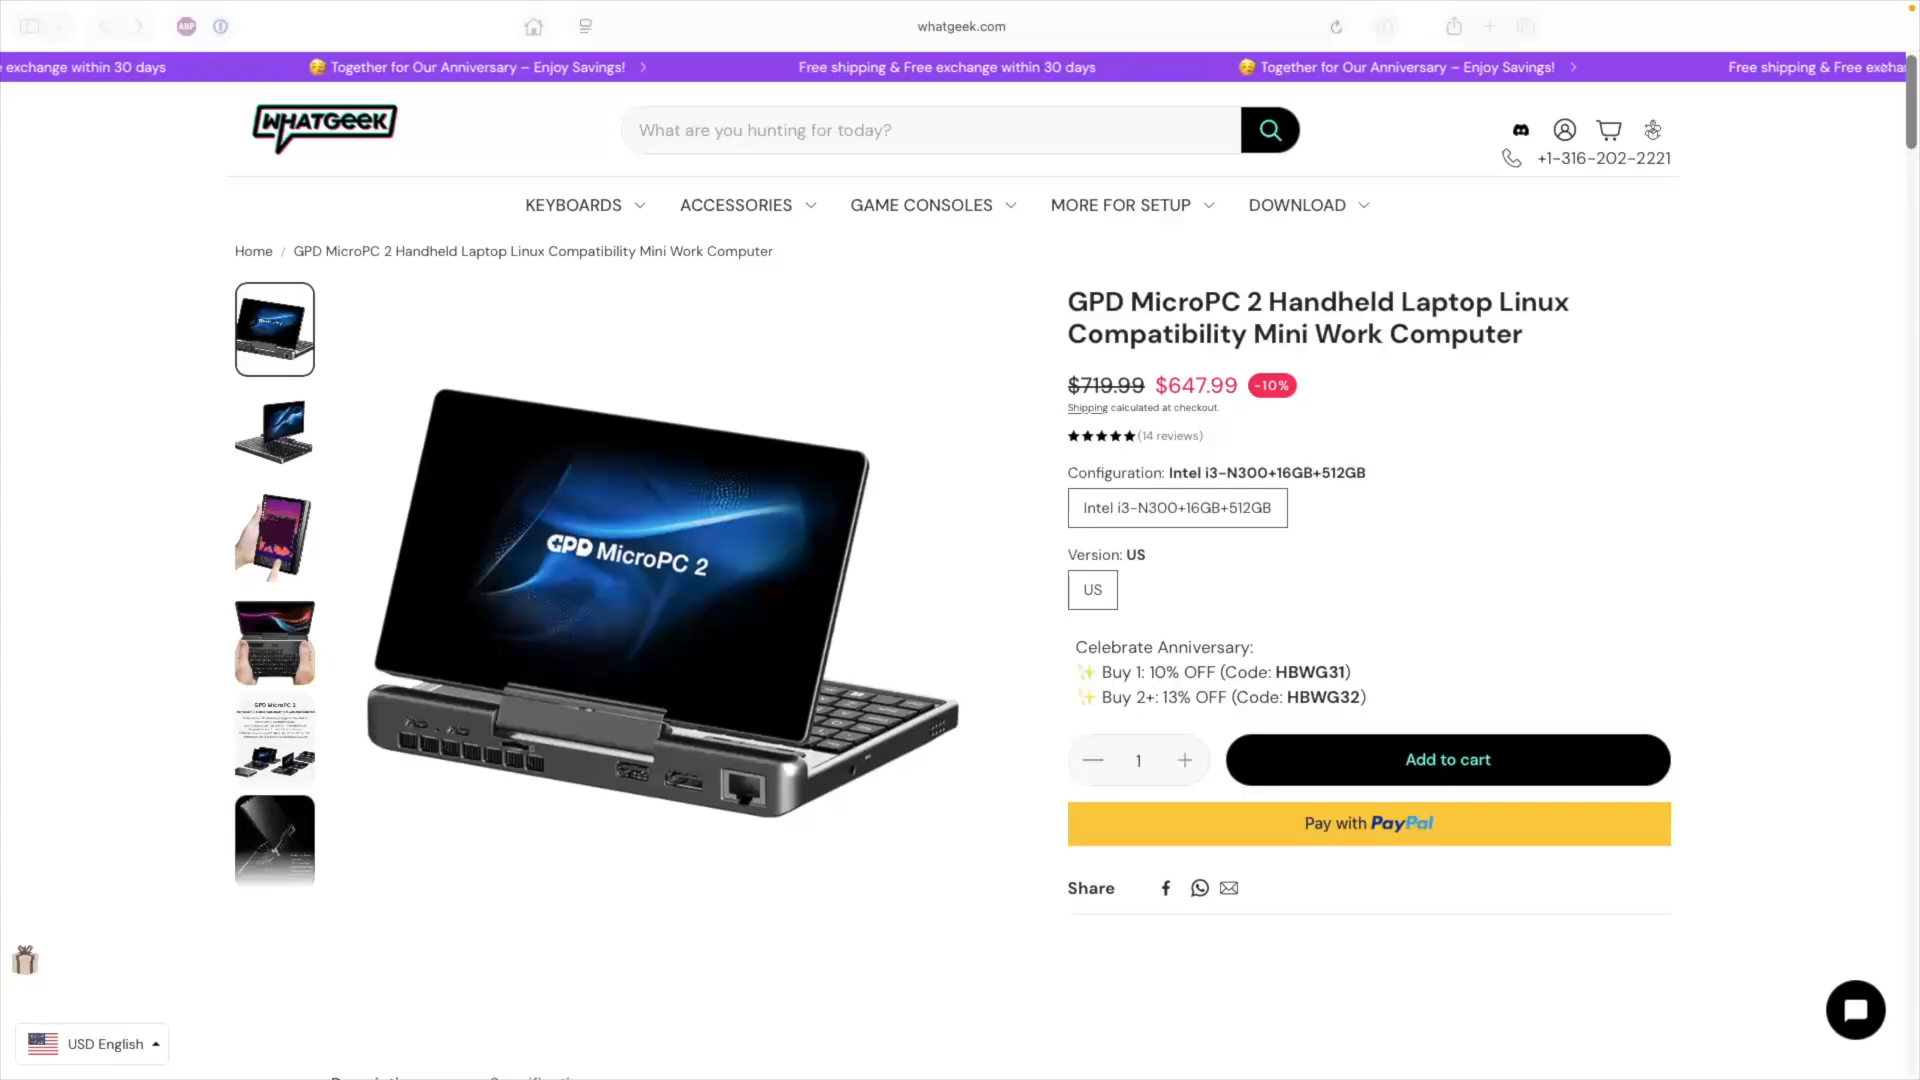 ABP
whatgeek.com
exchange within 30 days
Together for Our Anniversary – Enjoy Savings!
Free shipping & Free exchange within 30 days
Together for Our Anniversary – Enjoy Savings!
Free shipping & Free
WHATGEEK
What are you hunting for today?
+1-316-202-2221
KEYBOARDS
ACCESSORIES
GAME CONSOLES
MORE FOR SETUP
DOWNLOAD
Home / GPD MicroPC 2 Handheld Laptop Linux Compatibility Mini Work Computer
GPD MicroPC 2 Handheld Laptop Linux
Compatibility Mini Work Computer
$719.99 $647.99 -10%
Shipping calculated at checkout.
★★★★★(14 reviews)
Configuration: Intel i3-N300+16GB+512GB
Intel i3-N300+16GB+512GB
Version: US
US
GPD MicroPC 2
Celebrate Anniversary:
✨ Buy 1: 10% OFF (Code: HBWG31)
✨ Buy 2+: 13% OFF (Code: HBWG32)
GPD MicroPC 2
1
Add to cart
Pay with PayPal
Share
USD English